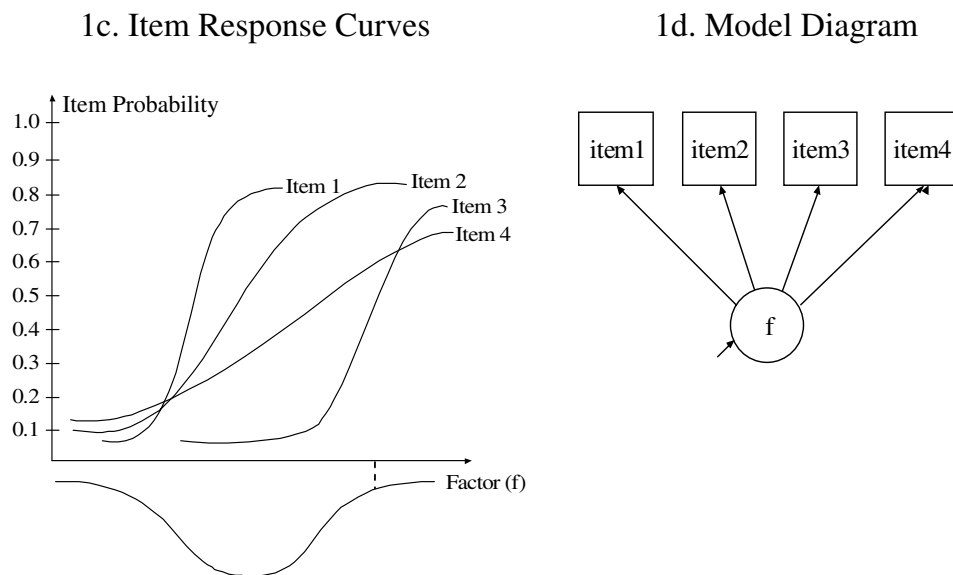 1c. Item Response Curves
1d. Model Diagram
Item Probability
1.0
0.9
0.8
0.7
0.6
0.5
0.4
0.3
0.2
0.1
Item 1
Item 2
Item 3
Item 4
Factor (f)
item1 item2 item3 item4
f